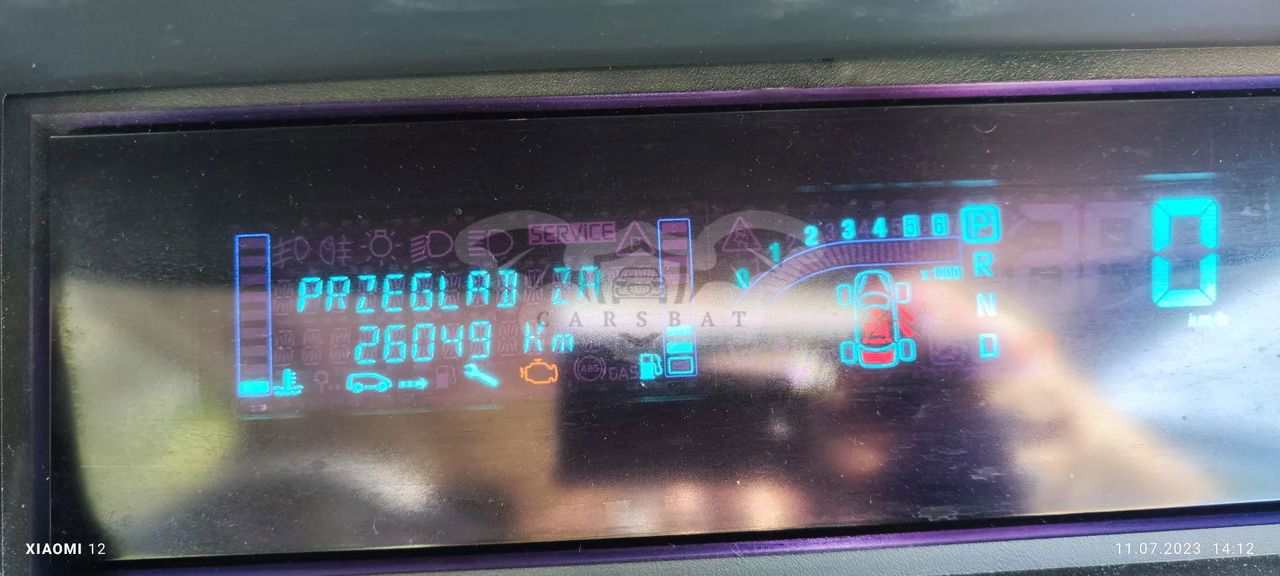 SERVICE
PRZEGLAD ZA
26049 Km
ABS
GAS
0
1
2
3
4
5
6
x1000
P
R
N
D
0
km/h
CARSBAT
XIAOMI 12
11.07.2023 14:12